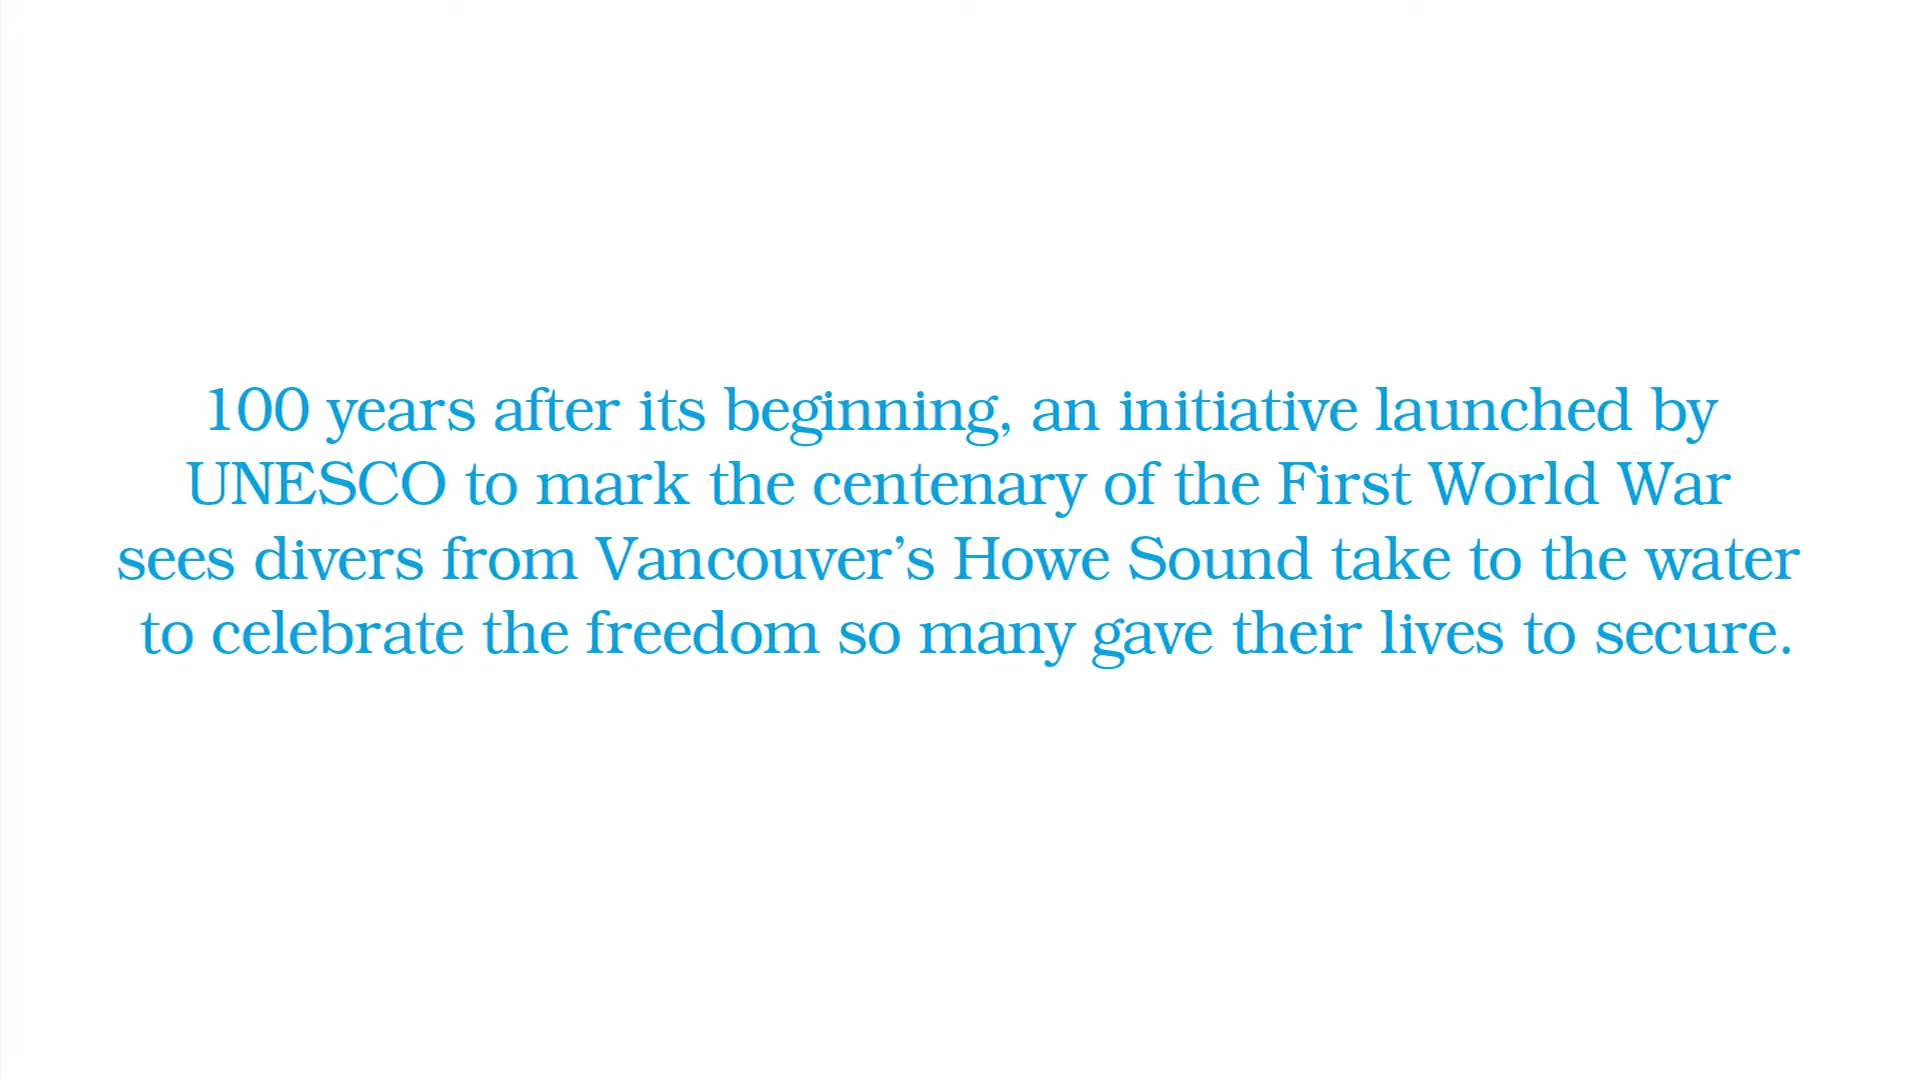 100 years after its beginning, an initiative launched by
UNESCO to mark the centenary of the First World War
sees divers from Vancouver’s Howe Sound take to the water
to celebrate the freedom so many gave their lives to secure.